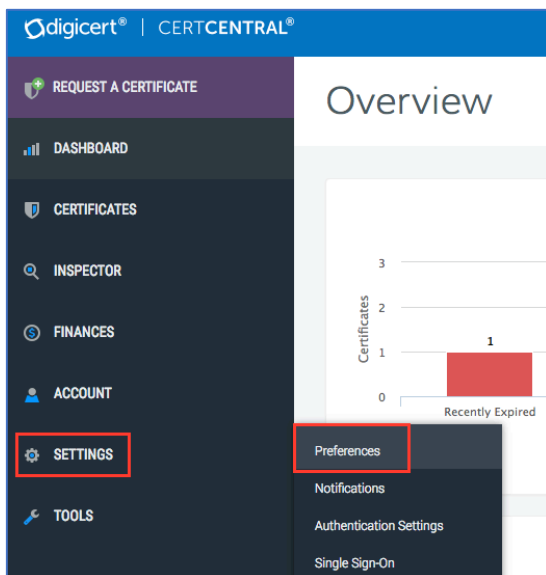 digicert® | CERTCENTRAL®
REQUEST A CERTIFICATE
DASHBOARD
CERTIFICATES
INSPECTOR
FINANCES
ACCOUNT
SETTINGS
TOOLS
Overview
Certificates
3
2
1
0
1
Recently Expired
Preferences
Notifications
Authentication Settings
Single Sign-On